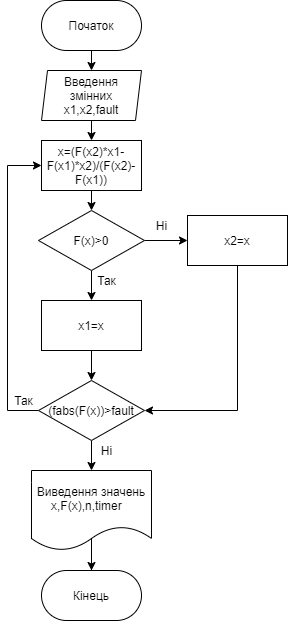 Початок
Введення
змінних
x1,x2,fault
x=(F(x2)*x1-
F(x1)*x2)/(F(x2)-
F(x1))
F(x)>0
Ні
x2=x
Так
x1=x
Так
(fabs(F(x))>fault
Ні
Виведення значень
x,F(x),n,timer
Кінець